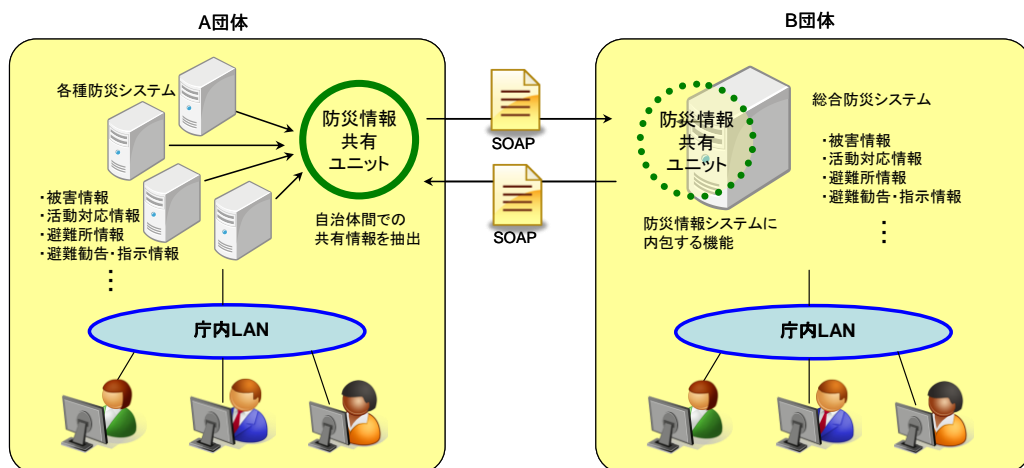 A団体
各種防災システム
防災情報
共有
ユニット
・被害情報
・活動対応情報
・避難所情報
・避難勧告・指示情報
⋮
自治体間での
共有情報を抽出
庁内LAN
SOAP
SOAP
B団体
防災情報
共有
ユニット
総合防災システム
・被害情報
・活動対応情報
・避難所情報
・避難勧告・指示情報
⋮
防災情報システムに
内包する機能
庁内LAN